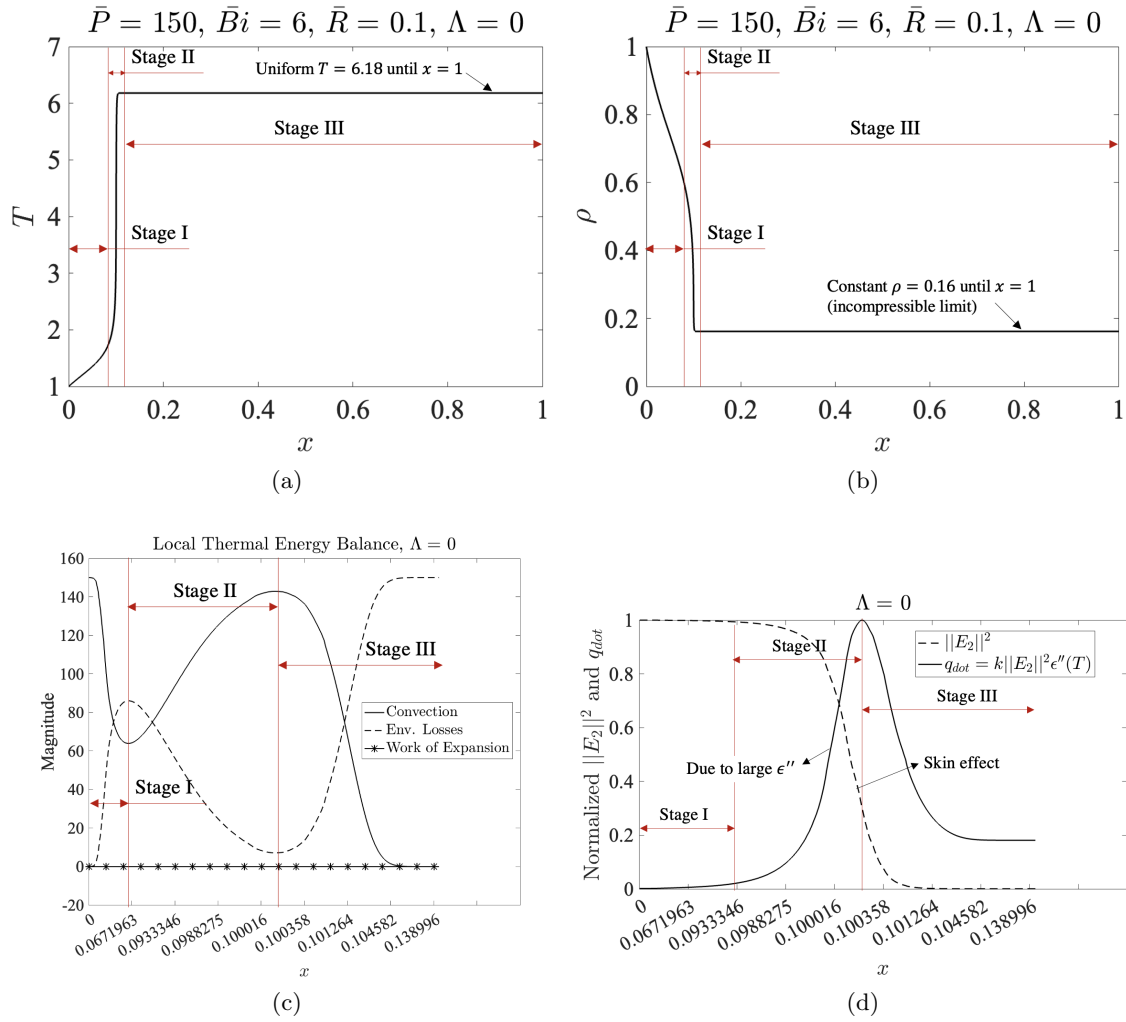 P̄ = 150, B̄i = 6, R̄ = 0.1, Λ = 0
7
6
5
4
3
2
1
T
Stage II
Uniform T = 6.18 until x = 1
Stage III
Stage I
0
0.2
0.4
0.6
0.8
1
x
(a)
P̄ = 150, B̄i = 6, R̄ = 0.1, Λ = 0
1
0.8
0.6
0.4
0.2
0
ρ
Stage II
Stage III
Stage I
Constant ρ = 0.16 until x = 1
(incompressible limit)
0
0.2
0.4
0.6
0.8
1
x
(b)
Local Thermal Energy Balance, Λ = 0
160
140
120
100
80
60
40
20
0
-20
Magnitude
Stage II
Stage III
Convection
Env. Losses
Work of Expansion
Stage I
0
0.0671963
0.0933346
0.0988275
0.100016
0.100358
0.101264
0.104582
0.138996
x
(c)
Λ = 0
1
0.8
0.6
0.4
0.2
0
Normalized ||E₂||² and q_dot
||E₂||²
q_dot = k||E₂||²ϵ′′(T)
Stage II
Stage III
Due to large ϵ′′
Skin effect
Stage I
0
0.0671963
0.0933346
0.0988275
0.100016
0.100358
0.101264
0.104582
0.138996
x
(d)